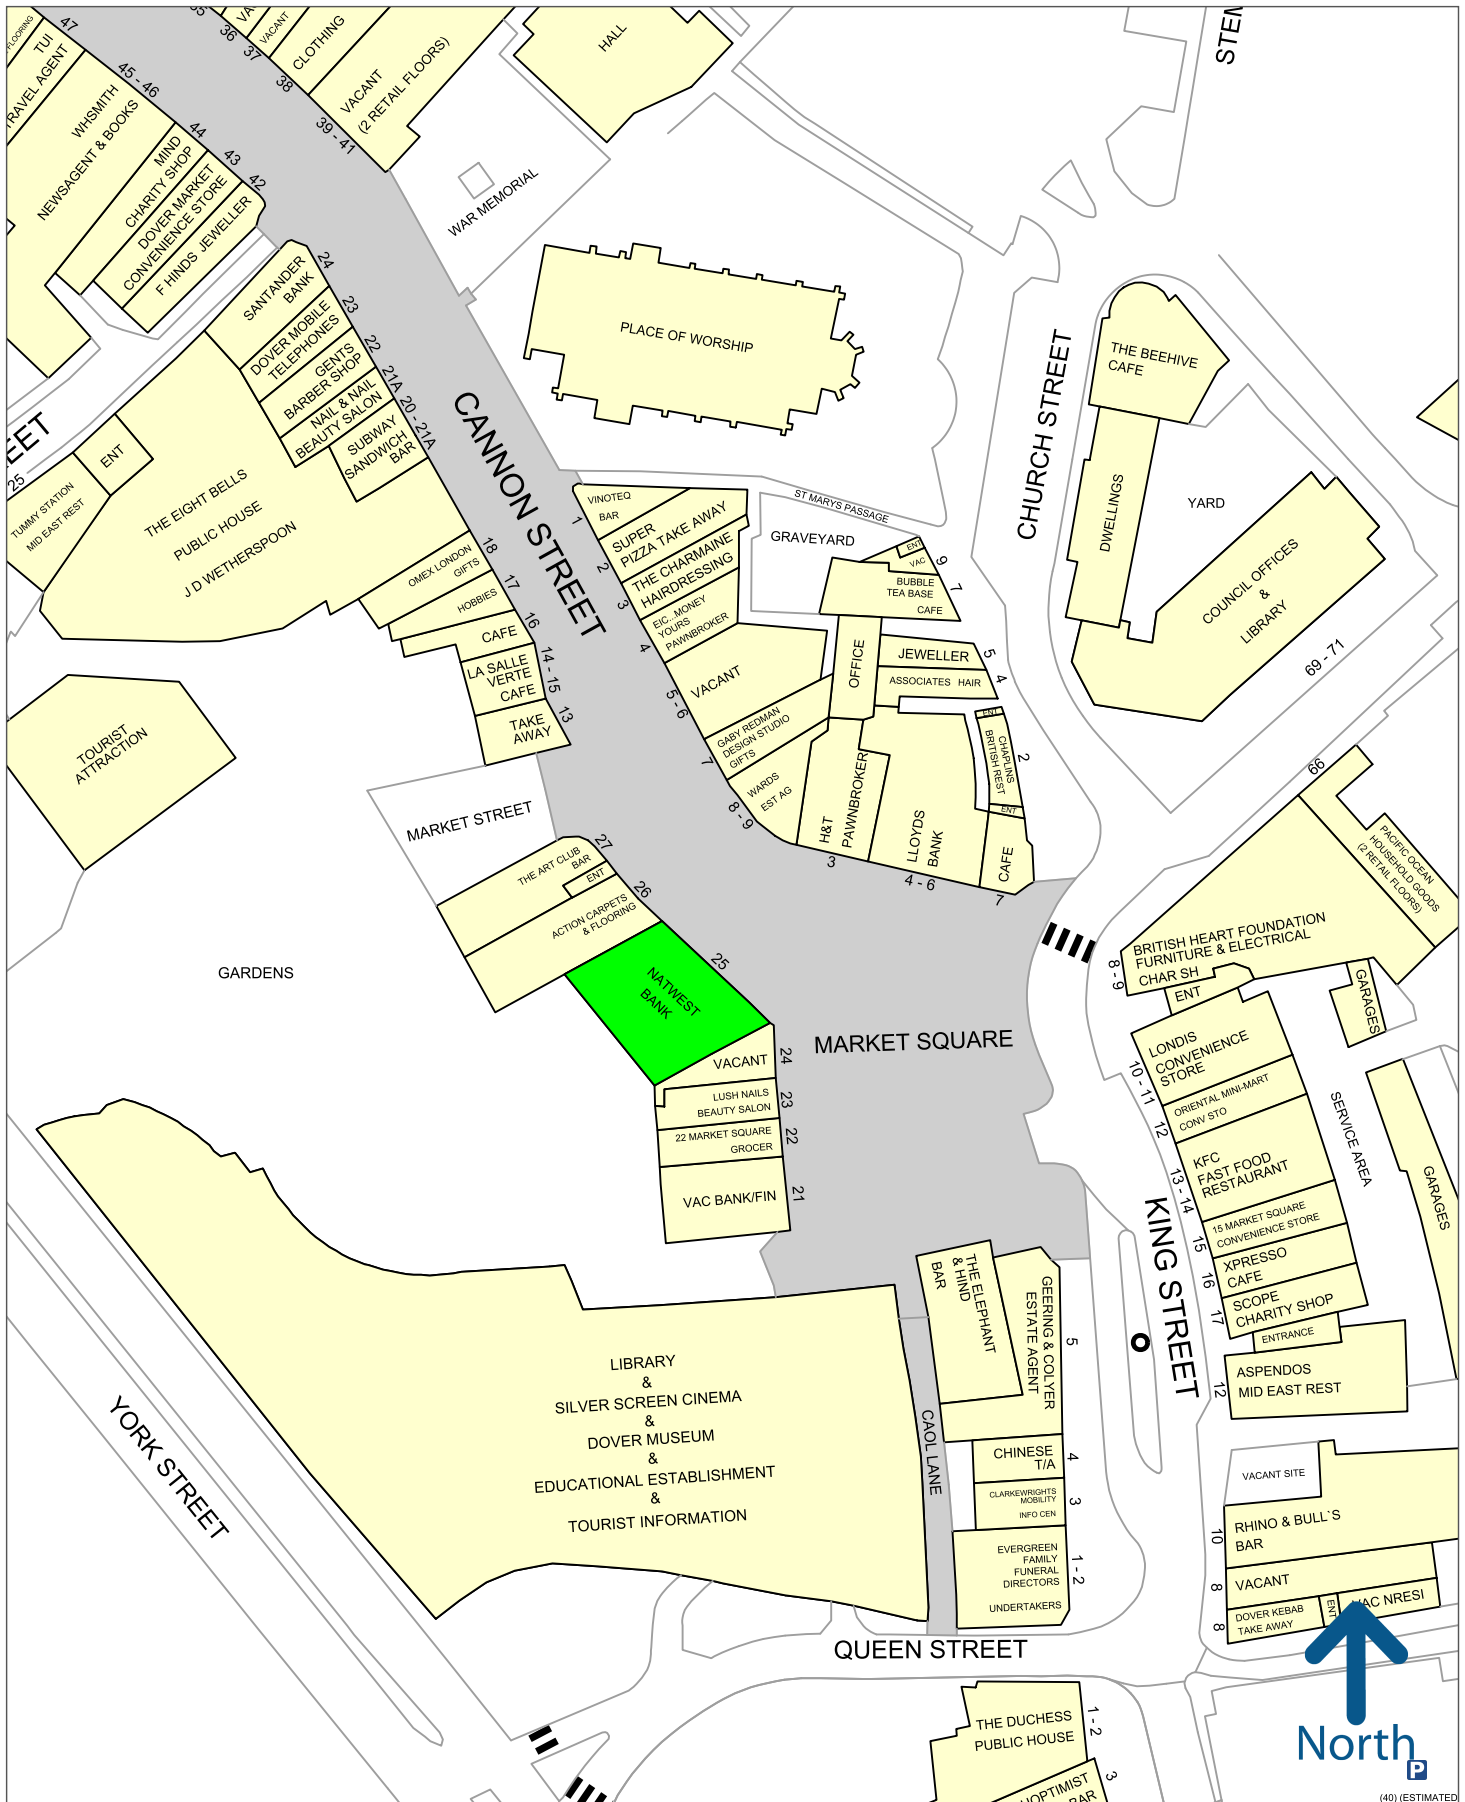 47
FLOORING
TUI
TRAVEL AGENT
45 - 46
WHSMITH
NEWSAGENT & BOOKS
44
MIND
CHARITY SHOP
43
DOVER MARKET
CONVENIENCE STORE
42
F HINDS JEWELLER
35
36
VACANT
37
CLOTHING
38
VACANT
(2 RETAIL FLOORS)
39 - 41
HALL
STEM
WAR MEMORIAL
PLACE OF WORSHIP
24
SANTANDER
BANK
23
DOVER MOBILE
TELEPHONES
22
GENTS
BARBER SHOP
21A
NAIL & NAIL
BEAUTY SALON
20 - 21A
SUBWAY
SANDWICH
BAR
EET
25
TUMMY STATION
MID EAST REST
ENT
THE EIGHT BELLS
PUBLIC HOUSE
J D WETHERSPOON
18
OMEX LONDON
GIFTS
17
HOBBIES
16
CAFE
14 - 15
LA SALLE
VERTE
CAFE
13
TAKE
AWAY
CANNON STREET
1
VINOTEQ
BAR
2
SUPER
PIZZA TAKE AWAY
3
THE CHARMAINE
HAIRDRESSING
4
EIC...MONEY
YOURS
PAWNBROKER
5 - 6
VACANT
7
GABY REDMAN
DESIGN STUDIO
GIFTS
8 - 9
WARDS
EST AG
ST MARYS PASSAGE
GRAVEYARD
ENT
VAC
9
BUBBLE
TEA BASE
CAFE
7
OFFICE
JEWELLER
5
ASSOCIATES HAIR
4
ENT
CHAPLINS
BRITISH REST
2
ENT
H&T
PAWNBROKER
3
LLOYDS
BANK
4 - 6
CAFE
7
CHURCH STREET
THE BEEHIVE
CAFE
DWELLINGS
YARD
COUNCIL OFFICES
&
LIBRARY
69 - 71
66
PACIFIC OCEAN
HOUSEHOLD GOODS
(2 RETAIL FLOORS)
BRITISH HEART FOUNDATION
FURNITURE & ELECTRICAL
CHAR SH
8 - 9
ENT
GARAGES
TOURIST
ATTRACTION
MARKET STREET
27
THE ART CLUB
BAR
ENT
26
ACTION CARPETS
& FLOORING
25
NATWEST
BANK
GARDENS
MARKET SQUARE
24
VACANT
23
LUSH NAILS
BEAUTY SALON
22
22 MARKET SQUARE
GROCER
21
VAC BANK/FIN
LONDIS
CONVENIENCE
STORE
10 - 11
ORIENTAL MINI-MART
CONV STO
12
KFC
FAST FOOD
RESTAURANT
13 - 14
15 MARKET SQUARE
CONVENIENCE STORE
15
XPRESSO
CAFE
16
SCOPE
CHARITY SHOP
17
ENTRANCE
ASPENDOS
MID EAST REST
12
SERVICE AREA
GARAGES
KING STREET
THE ELEPHANT
& HIND
BAR
GEERING & COLYER
ESTATE AGENT
5
CHINESE
T/A
4
CLARKEWRIGHTS
MOBILITY
INFO CEN
3
EVERGREEN
FAMILY
FUNERAL
DIRECTORS
UNDERTAKERS
1 - 2
CAOL LANE
LIBRARY
&
SILVER SCREEN CINEMA
&
DOVER MUSEUM
&
EDUCATIONAL ESTABLISHMENT
&
TOURIST INFORMATION
YORK STREET
VACANT SITE
RHINO & BULL`S
BAR
10
VACANT
8
DOVER KEBAB
TAKE AWAY
8
ENT
VAC NRESI
QUEEN STREET
THE DUCHESS
PUBLIC HOUSE
1 - 2
HOPTIMIST
BAR
3
North
P
(40) (ESTIMATED